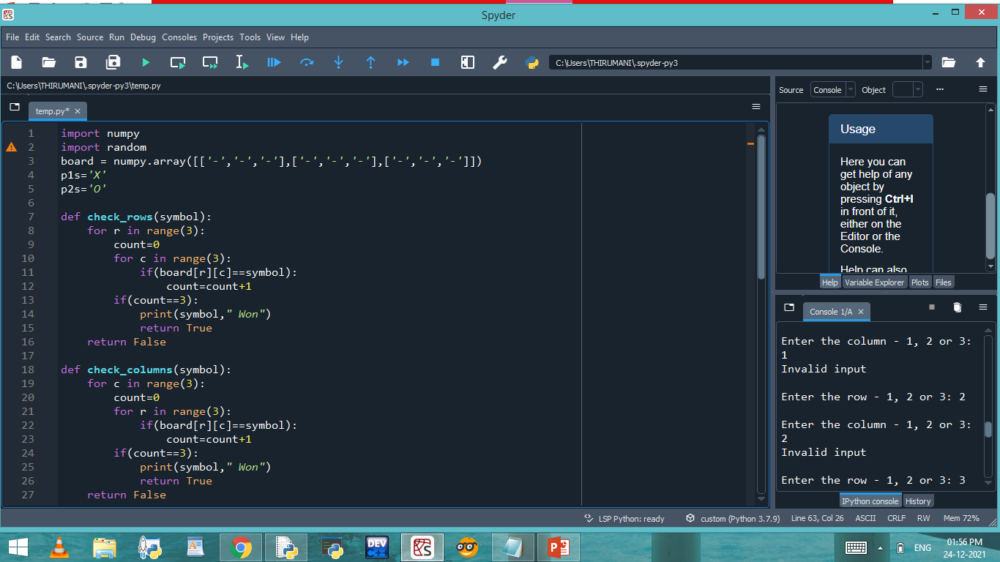 Spyder
File Edit Search Source Run Debug Consoles Projects Tools View Help
C:\Users\THIRUMANI\.spyder-py3
C:\Users\THIRUMANI\.spyder-py3\temp.py
temp.py*
1 import numpy
2 import random
3 board = numpy.array([['-','-','-'],['-','-','-'],['-','-','-']])
4 p1s='X'
5 p2s='O'
6
7 def check_rows(symbol):
8     for r in range(3):
9         count=0
10         for c in range(3):
11             if(board[r][c]==symbol):
12                 count=count+1
13         if(count==3):
14             print(symbol," Won")
15             return True
16     return False
17
18 def check_columns(symbol):
19     for c in range(3):
20         count=0
21         for r in range(3):
22             if(board[r][c]==symbol):
23                 count=count+1
24         if(count==3):
25             print(symbol," Won")
26             return True
27     return False
Source Console Object
Usage
Here you can
get help of any
object by
pressing Ctrl+I
in front of it,
either on the
Editor or the
Console.
Help can also
Help Variable Explorer Plots Files
Console 1/A
Enter the column - 1, 2 or 3:
1
Invalid input
Enter the row - 1, 2 or 3: 2
Enter the column - 1, 2 or 3:
2
Invalid input
Enter the row - 1, 2 or 3: 3
IPython console History
LSP Python: ready custom (Python 3.7.9) Line 63, Col 26 ASCII CRLF RW Mem 72%
DEV
C++
ENG
01:56 PM
24-12-2021